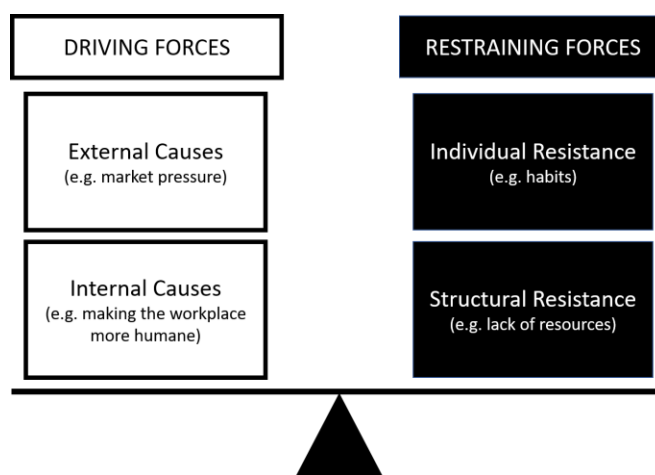 DRIVING FORCES
External Causes
(e.g. market pressure)
Internal Causes
(e.g. making the workplace
more humane)
RESTRAINING FORCES
Individual Resistance
(e.g. habits)
Structural Resistance
(e.g. lack of resources)